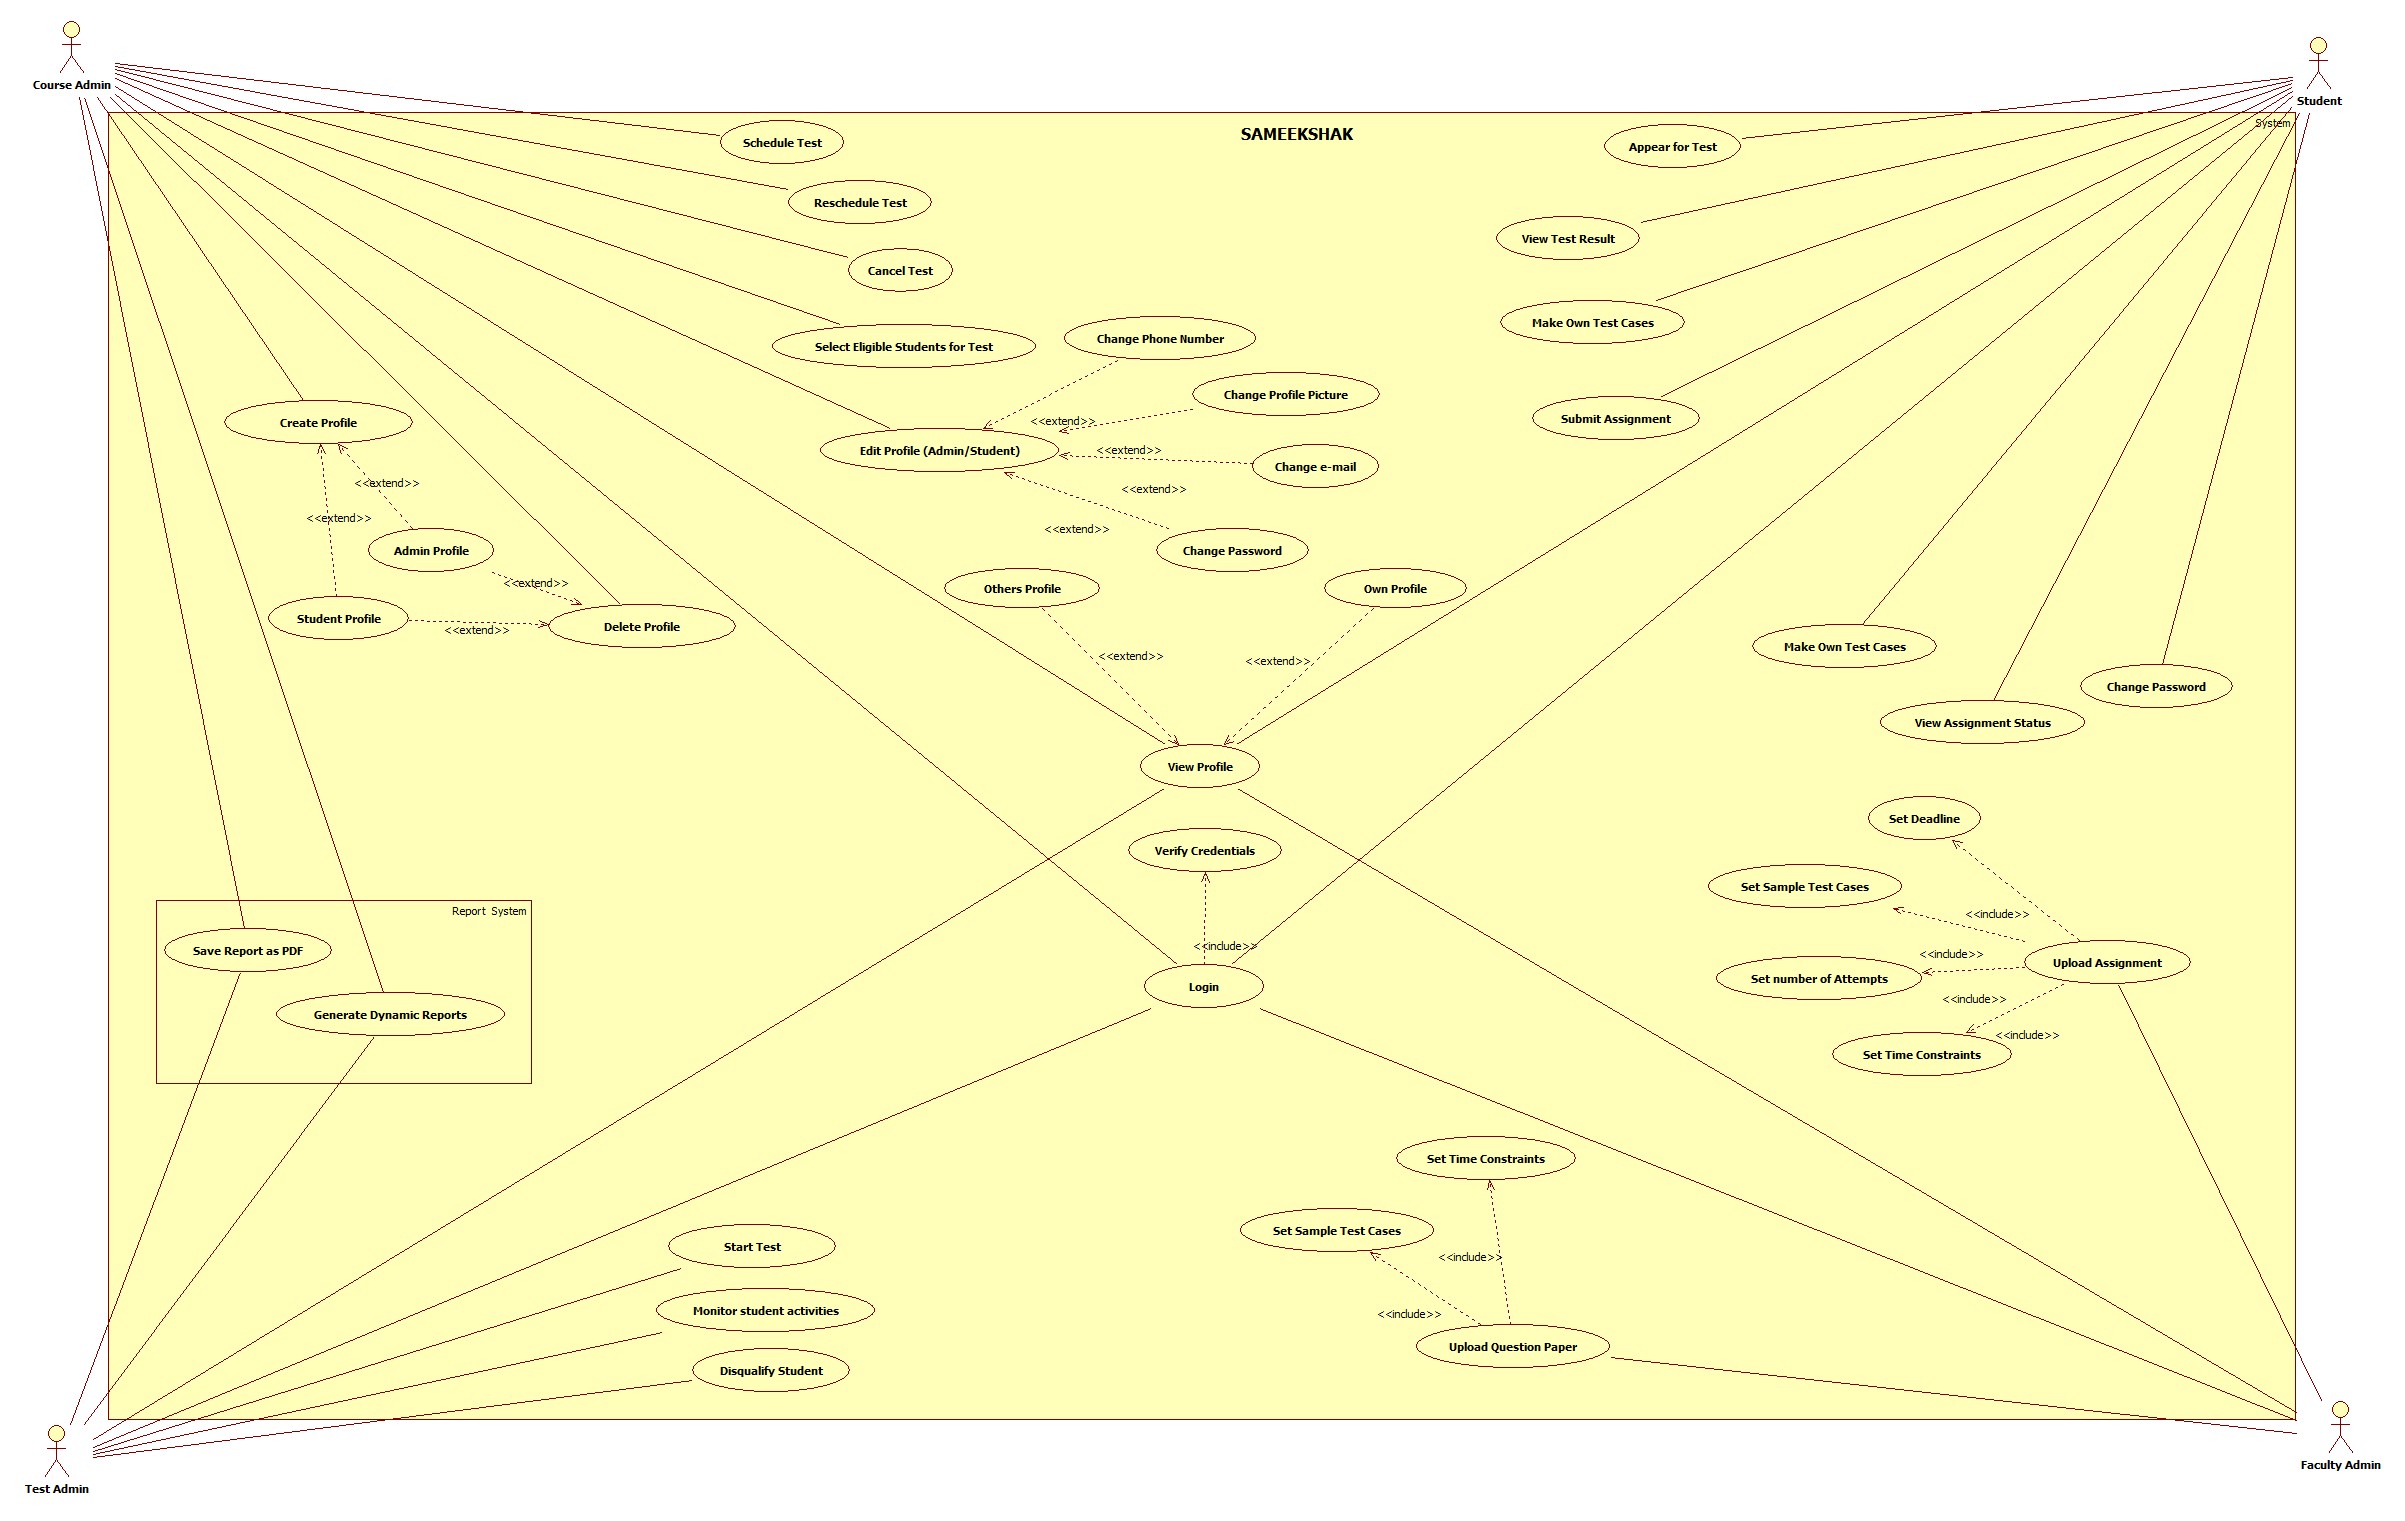 Course Admin
Student
System
SAMEEKSHAK
Schedule Test
Appear for Test
Reschedule Test
View Test Result
Cancel Test
Make Own Test Cases
Change Phone Number
Select Eligible Students for Test
Change Profile Picture
Submit Assignment
Create Profile
<<extend>>
Edit Profile (Admin/Student)
<<extend>>
Change e-mail
<<extend>>
<<extend>>
<<extend>>
<<extend>>
Admin Profile
Change Password
<<extend>>
Others Profile
Own Profile
Student Profile
<<extend>>
Delete Profile
Make Own Test Cases
<<extend>>
<<extend>>
Change Password
View Assignment Status
View Profile
Set Deadline
Verify Credentials
Set Sample Test Cases
Report System
<<include>>
Save Report as PDF
<<include>>
<<include>>
Upload Assignment
Set number of Attempts
Login
<<include>>
Generate Dynamic Reports
<<include>>
Set Time Constraints
Set Time Constraints
Set Sample Test Cases
Start Test
<<include>>
Monitor student activities
<<include>>
Upload Question Paper
Disqualify Student
Faculty Admin
Test Admin